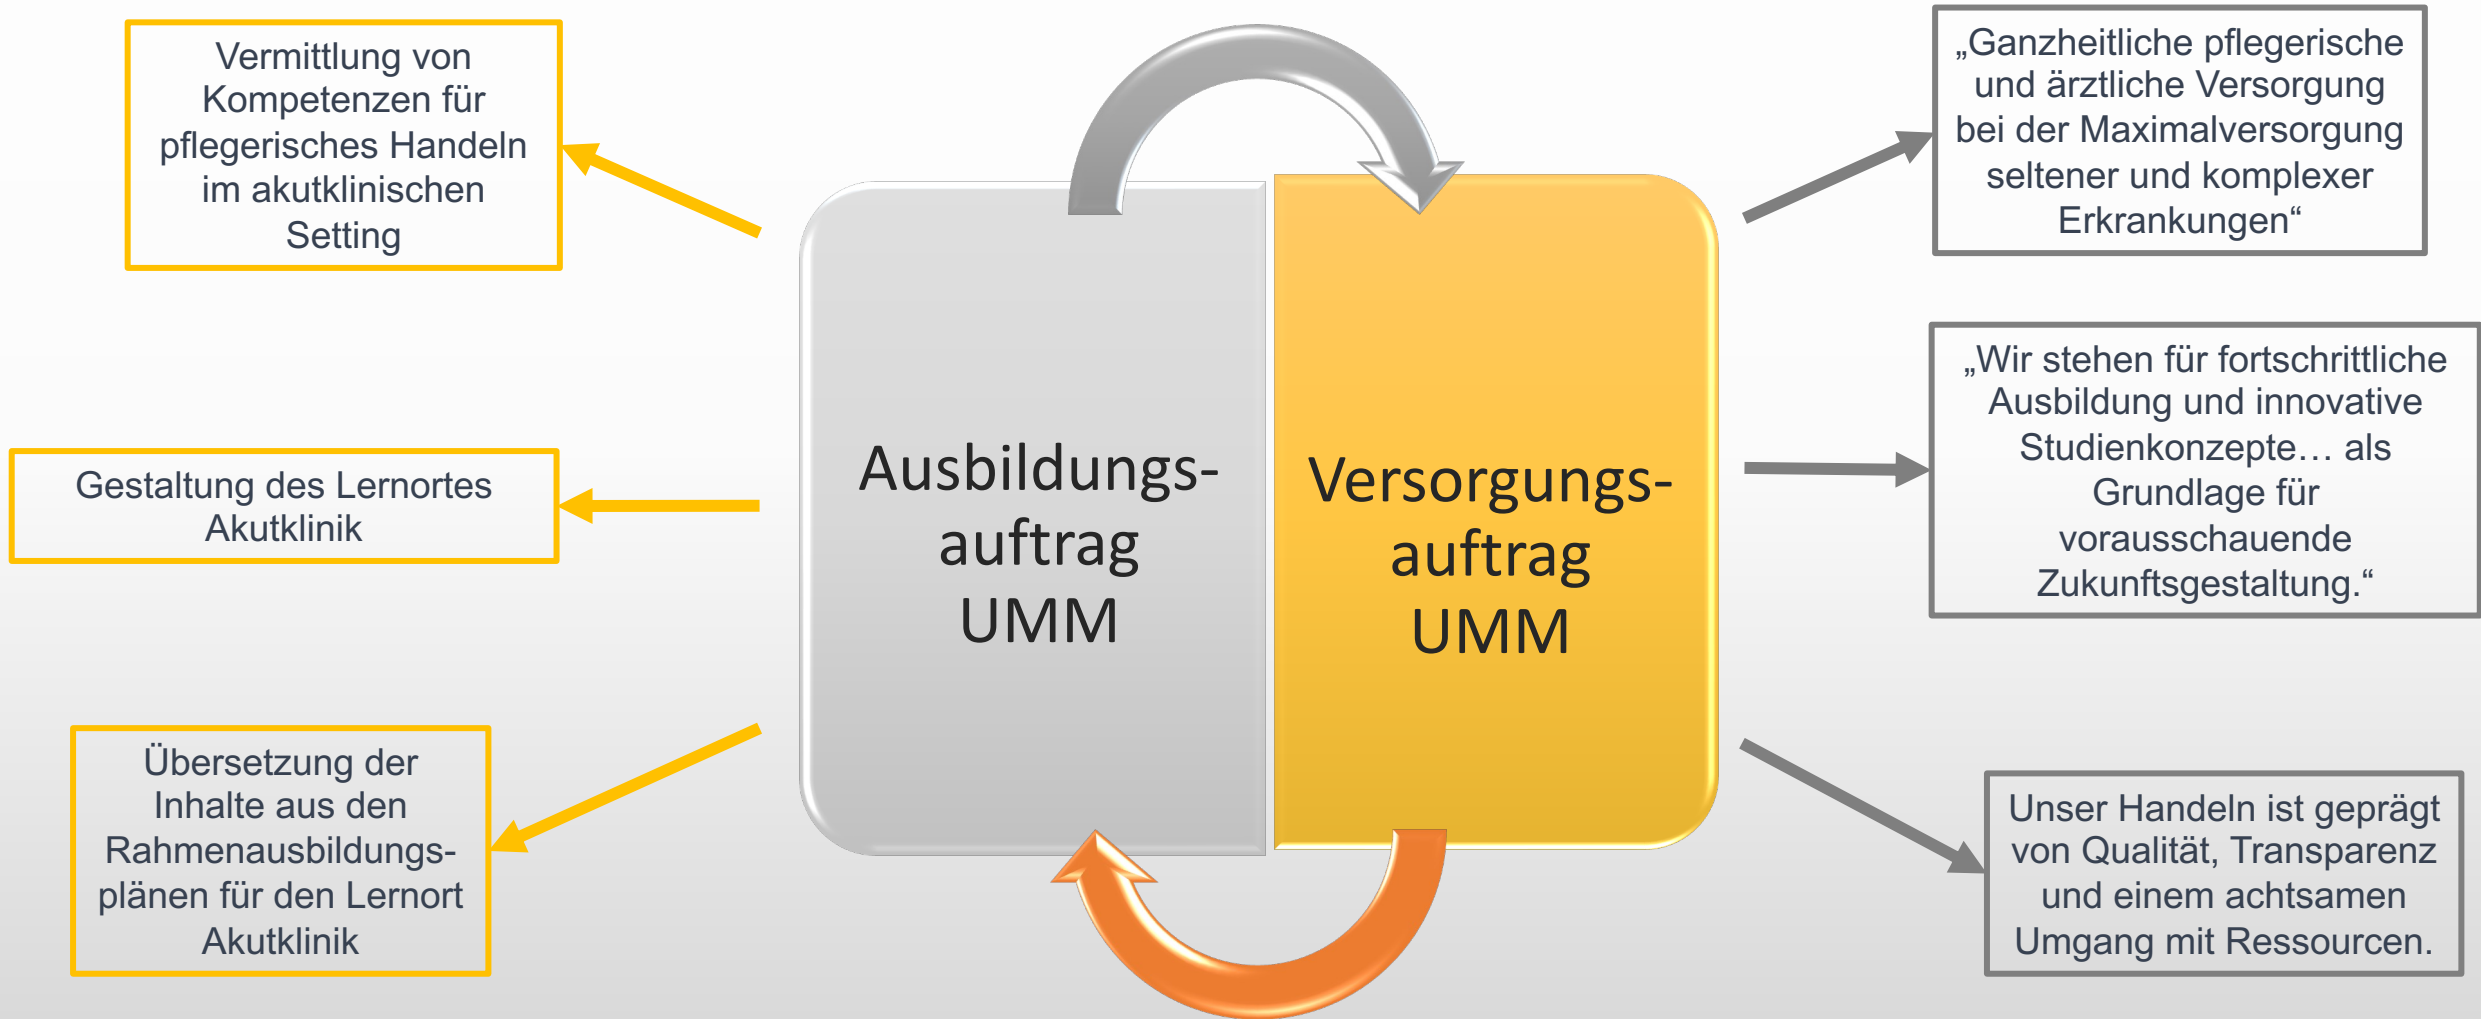 Vermittlung von
Kompetenzen für
pflegerisches Handeln
im akutklinischen
Setting
Gestaltung des Lernortes
Akutklinik
Übersetzung der
Inhalte aus den
Rahmenausbildungs-
plänen für den Lernort
Akutklinik
Ausbildungs-
auftrag
UMM
Versorgungs-
auftrag
UMM
„Ganzheitliche pflegerische
und ärztliche Versorgung
bei der Maximalversorgung
seltener und komplexer
Erkrankungen“
„Wir stehen für fortschrittliche
Ausbildung und innovative
Studienkonzepte… als
Grundlage für
vorausschauende
Zukunftsgestaltung.“
Unser Handeln ist geprägt
von Qualität, Transparenz
und einem achtsamen
Umgang mit Ressourcen.